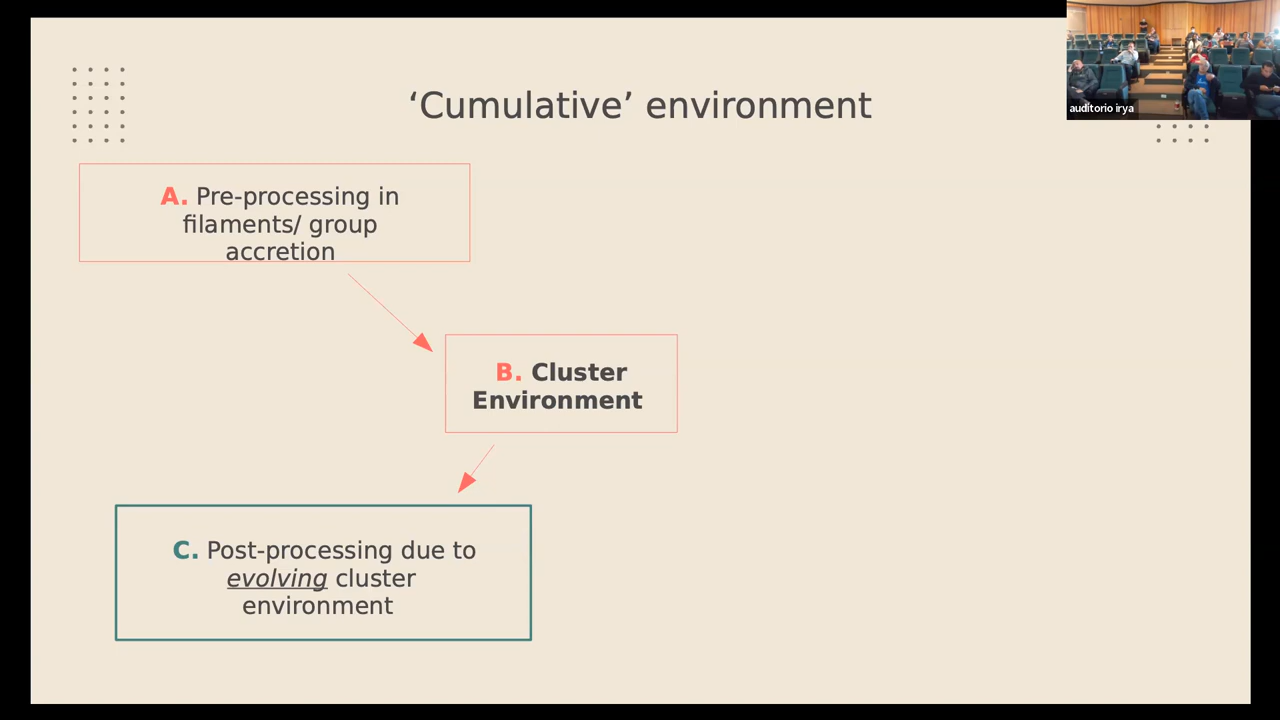 ‘Cumulative’ environment
auditorio irya
A. Pre-processing in
filaments/ group
accretion
B. Cluster
Environment
C. Post-processing due to
evolving cluster
environment